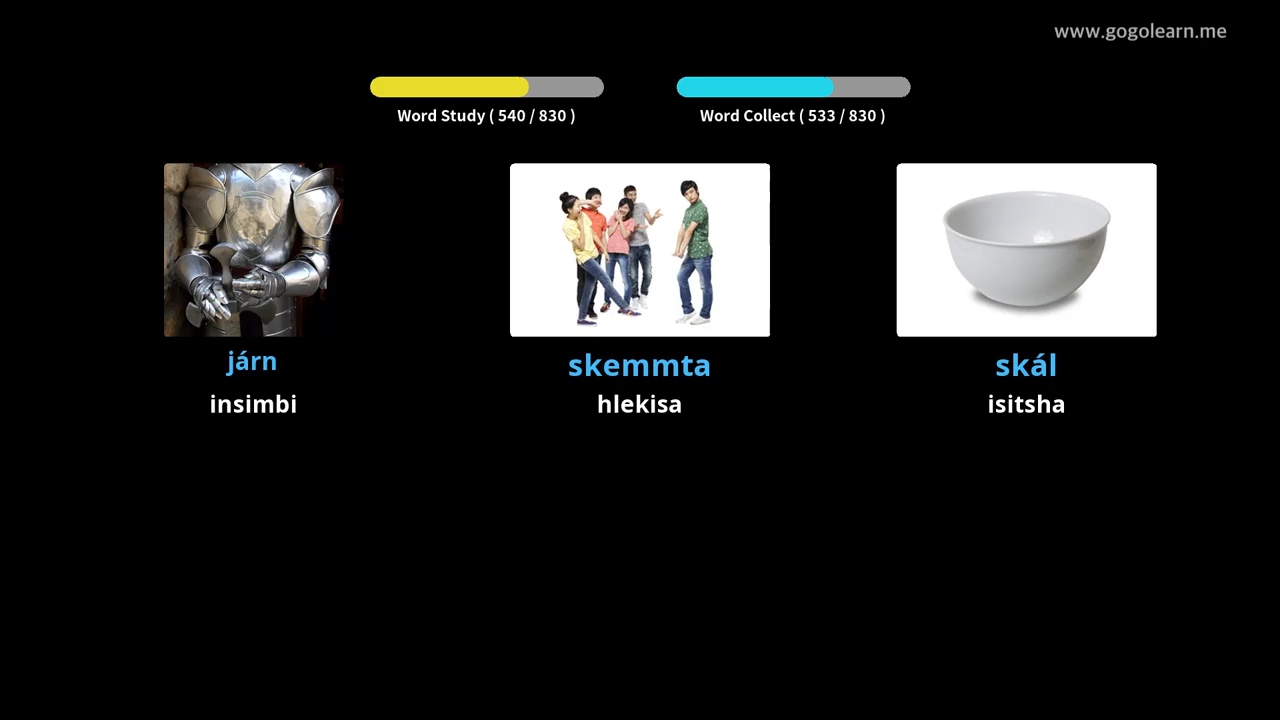 www.gogolearn.me
Word Study ( 540 / 830 )
Word Collect ( 533 / 830 )
járn
skemmta
skál
insimbi
hlekisa
isitsha